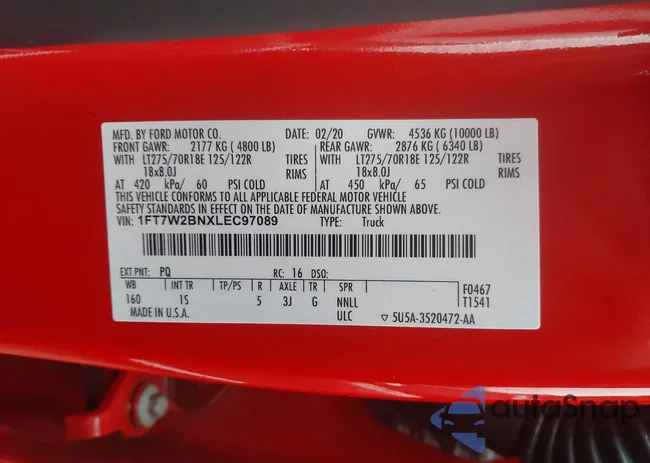 MFD. BY FORD MOTOR CO. DATE: 02/20 GVWR: 4536 KG (10000 LB)
FRONT GAWR: 2177 KG (4800 LB) REAR GAWR: 2876 KG (6340 LB)
WITH LT275/70R18E 125/122R TIRES WITH LT275/70R18E 125/122R TIRES
18x8.0J RIMS 18x8.0J RIMS
AT 420 kPa/ 60 PSI COLD AT 450 kPa/ 65 PSI COLD
THIS VEHICLE CONFORMS TO ALL APPLICABLE FEDERAL MOTOR VEHICLE
SAFETY STANDARDS IN EFFECT ON THE DATE OF MANUFACTURE SHOWN ABOVE.
VIN: 1FT7W2BNXLEC97089 TYPE: Truck
EXT PNT: PQ RC: 16 DSO:
WB INT TR TP/PS R AXLE TR SPR F0467
160 1S 5 3J G NNLL T1541
MADE IN U.S.A. ULC ▽ 5U5A-3520472-AA
autoSnap